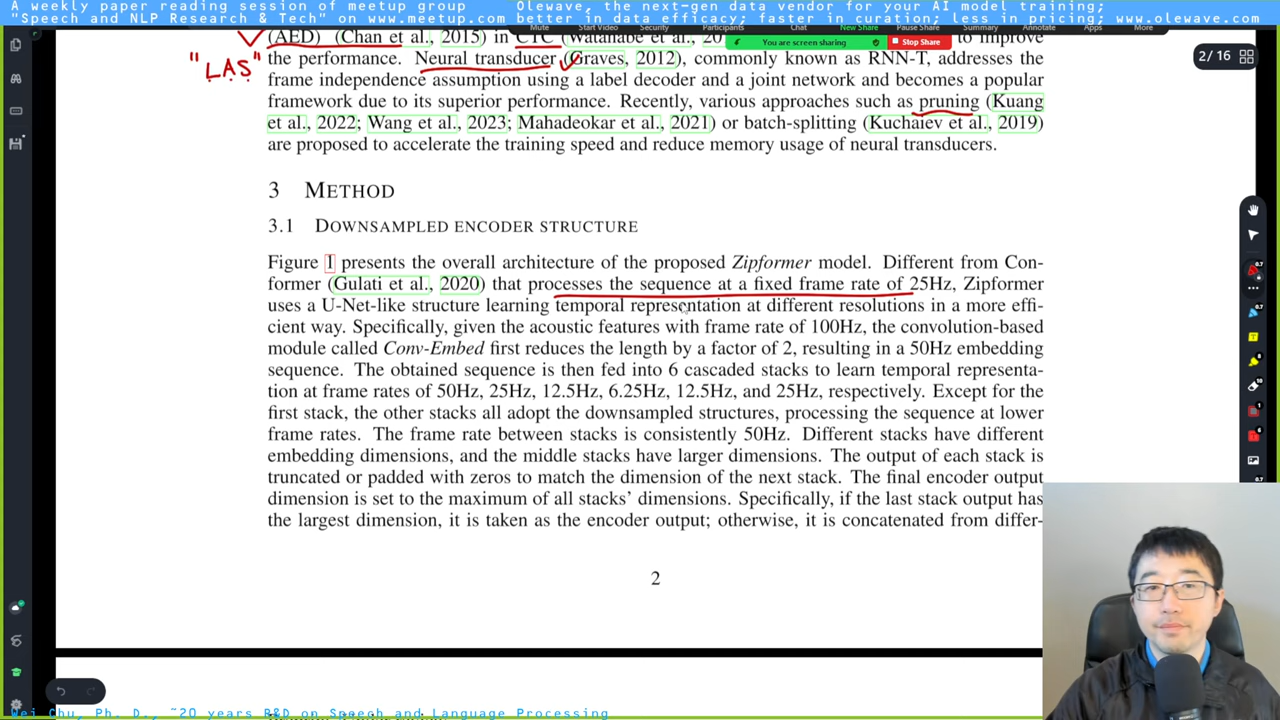 A weekly paper reading session of meetup group
"Speech and NLP Research & Tech" on www.meetup.com
Olewave, the next-gen data vendor for your AI model training;
better in data efficacy; faster in curation; less in pricing; www.olewave.com
Mute Start Video Security Participants Chat New Share Pause Share Summary Annotate Apps More
You are screen sharing Stop Share
2/16
"LAS"
(AED) (Chan et al., 2015) in CTC (Watanabe et al., 20 to improve
the performance. Neural transducer (Graves, 2012), commonly known as RNN-T, addresses the
frame independence assumption using a label decoder and a joint network and becomes a popular
framework due to its superior performance. Recently, various approaches such as pruning (Kuang
et al., 2022; Wang et al., 2023; Mahadeokar et al., 2021) or batch-splitting (Kuchaiev et al., 2019)
are proposed to accelerate the training speed and reduce memory usage of neural transducers.
3 METHOD
3.1 DOWNSAMPLED ENCODER STRUCTURE
Figure 1 presents the overall architecture of the proposed Zipformer model. Different from Con-
former (Gulati et al., 2020) that processes the sequence at a fixed frame rate of 25Hz, Zipformer
uses a U-Net-like structure learning temporal representation at different resolutions in a more effi-
cient way. Specifically, given the acoustic features with frame rate of 100Hz, the convolution-based
module called Conv-Embed first reduces the length by a factor of 2, resulting in a 50Hz embedding
sequence. The obtained sequence is then fed into 6 cascaded stacks to learn temporal representa-
tion at frame rates of 50Hz, 25Hz, 12.5Hz, 6.25Hz, 12.5Hz, and 25Hz, respectively. Except for the
first stack, the other stacks all adopt the downsampled structures, processing the sequence at lower
frame rates. The frame rate between stacks is consistently 50Hz. Different stacks have different
embedding dimensions, and the middle stacks have larger dimensions. The output of each stack is
truncated or padded with zeros to match the dimension of the next stack. The final encoder output
dimension is set to the maximum of all stacks' dimensions. Specifically, if the last stack output has
the largest dimension, it is taken as the encoder output; otherwise, it is concatenated from differ-
2
Wei Chu, Ph. D., ~20 years R&D on Speech and Language Processing